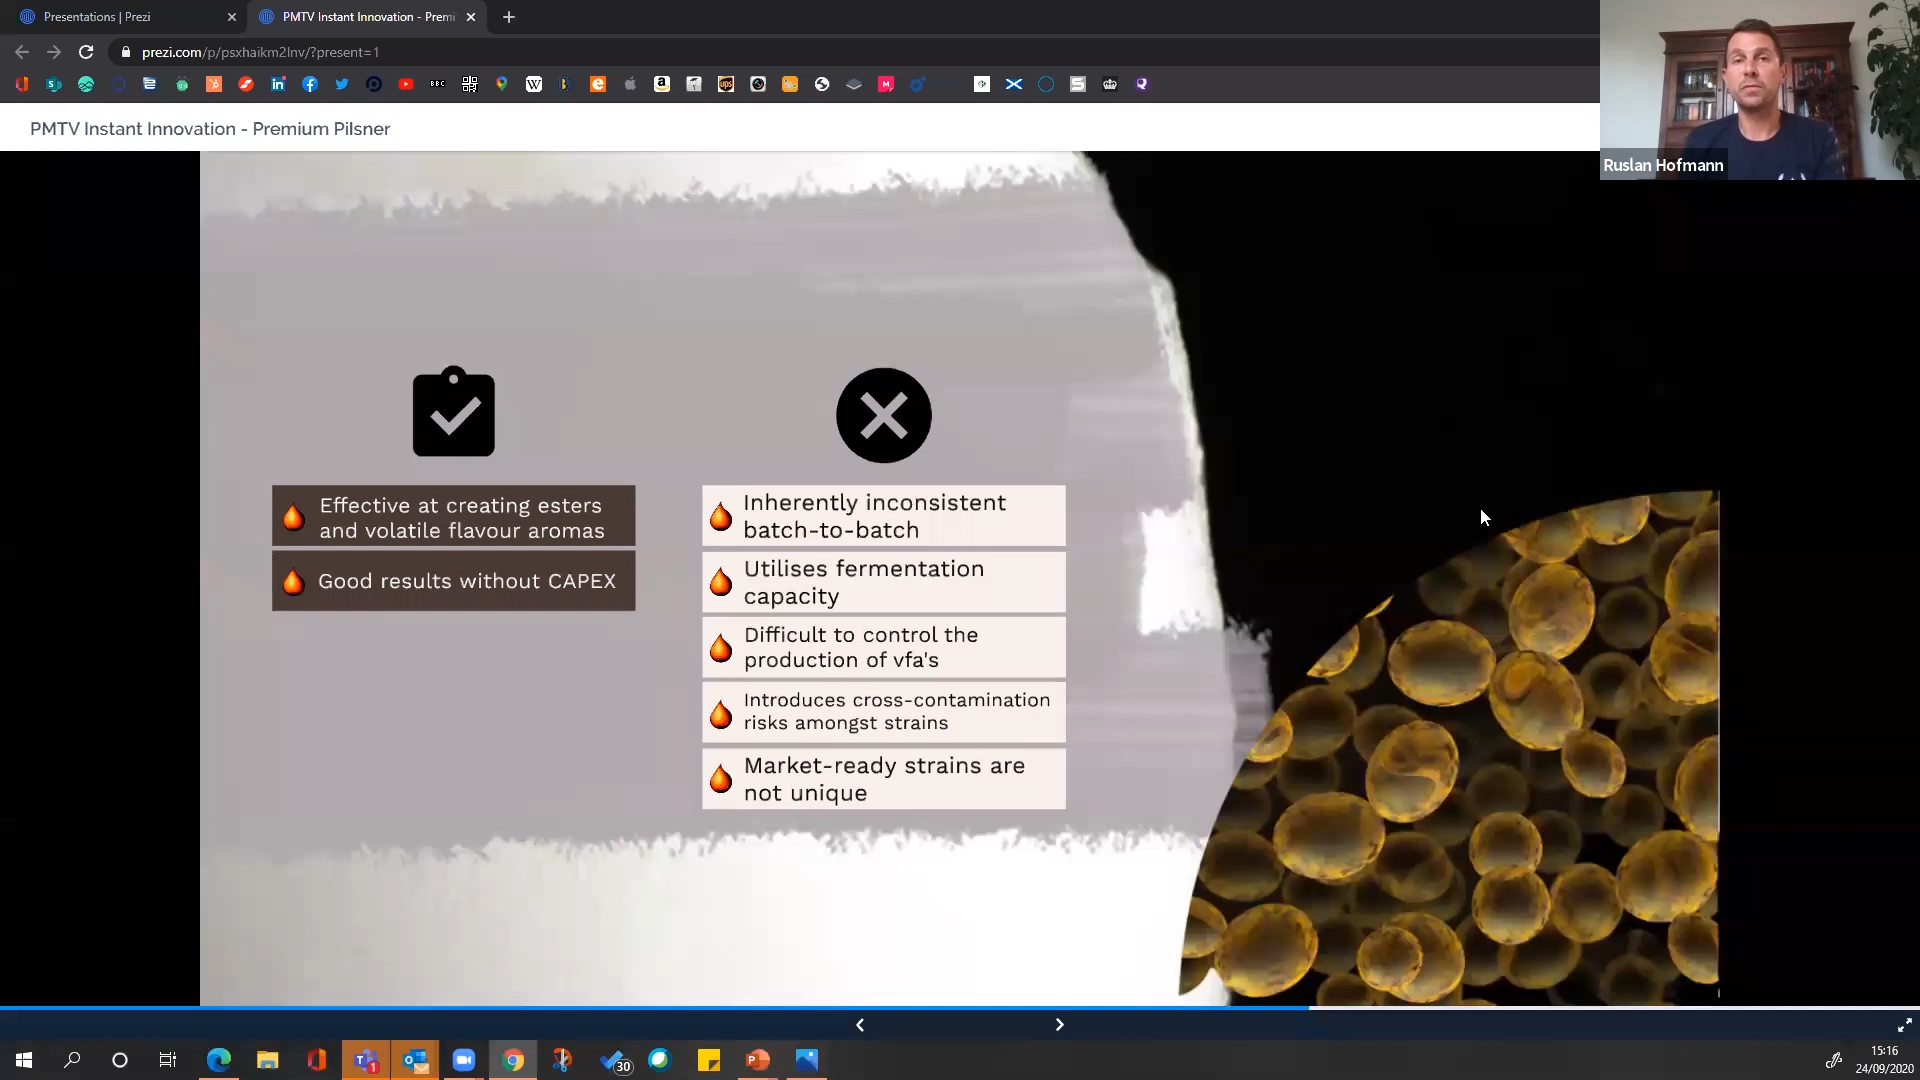 Presentations | Prezi
PMTV Instant Innovation - Premi
prezi.com/p/psxhaikm2lnv/?present=1
BBC
PMTV Instant Innovation - Premium Pilsner
Ruslan Hofmann
Effective at creating esters
and volatile flavour aromas
Good results without CAPEX
Inherently inconsistent
batch-to-batch
Utilises fermentation
capacity
Difficult to control the
production of vfa's
Introduces cross-contamination
risks amongst strains
Market-ready strains are
not unique
1
30
15:16
24/09/2020